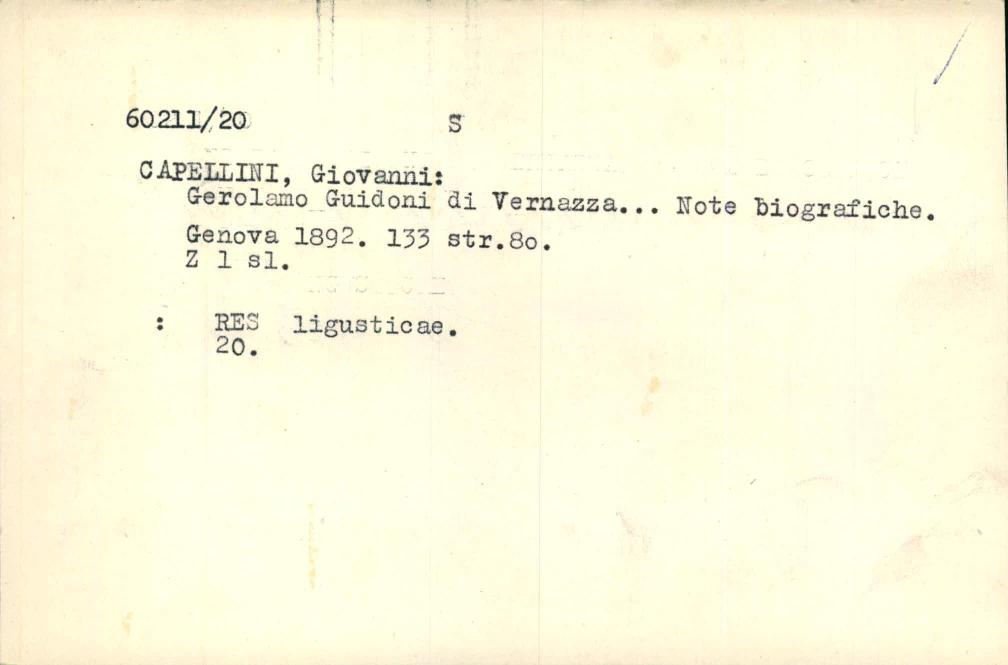 60211/20 S
CAPELLINI, Giovanni:
Gerolamo Guidoni di Vernazza... Note biografiche.
Genova 1892. 133 str.8o.
Z 1 sl.
: RES ligusticae.
20.